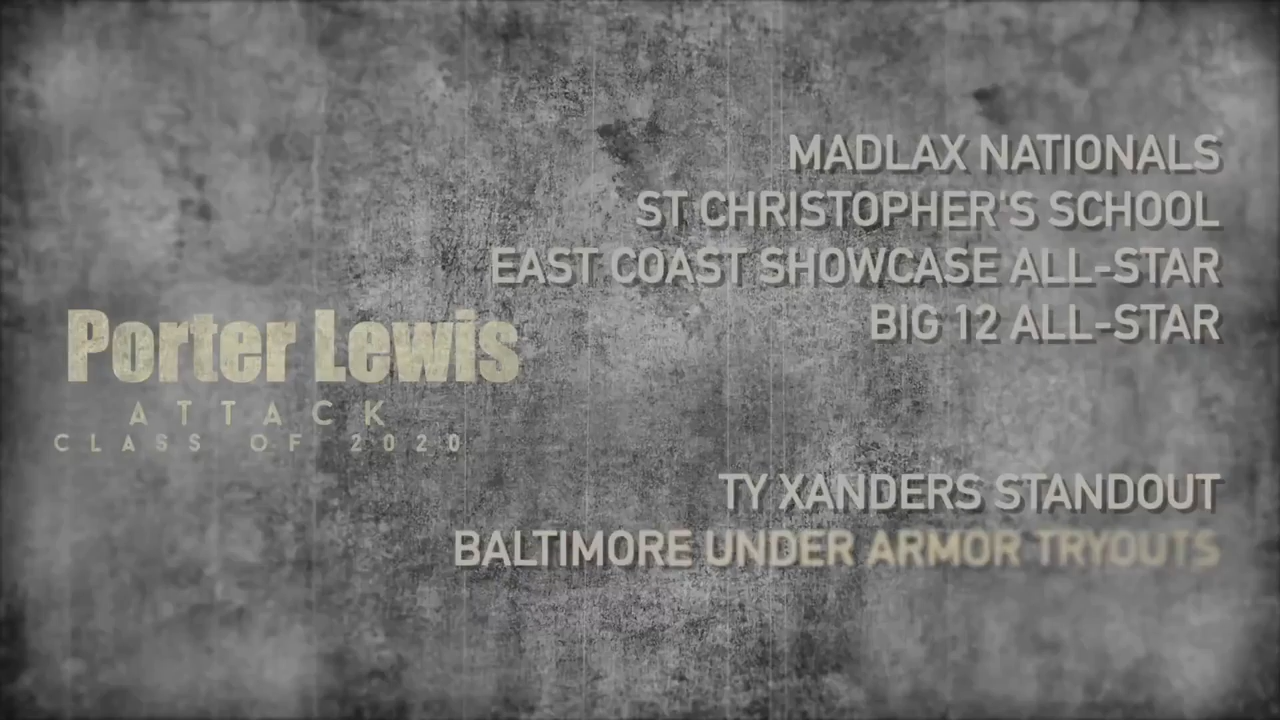 Porter Lewis
ATTACK
CLASS OF 2020
MADLAX NATIONALS
ST CHRISTOPHER'S SCHOOL
EAST COAST SHOWCASE ALL-STAR
BIG 12 ALL-STAR
TY XANDERS STANDOUT
BALTIMORE UNDER ARMOR TRYOUTS